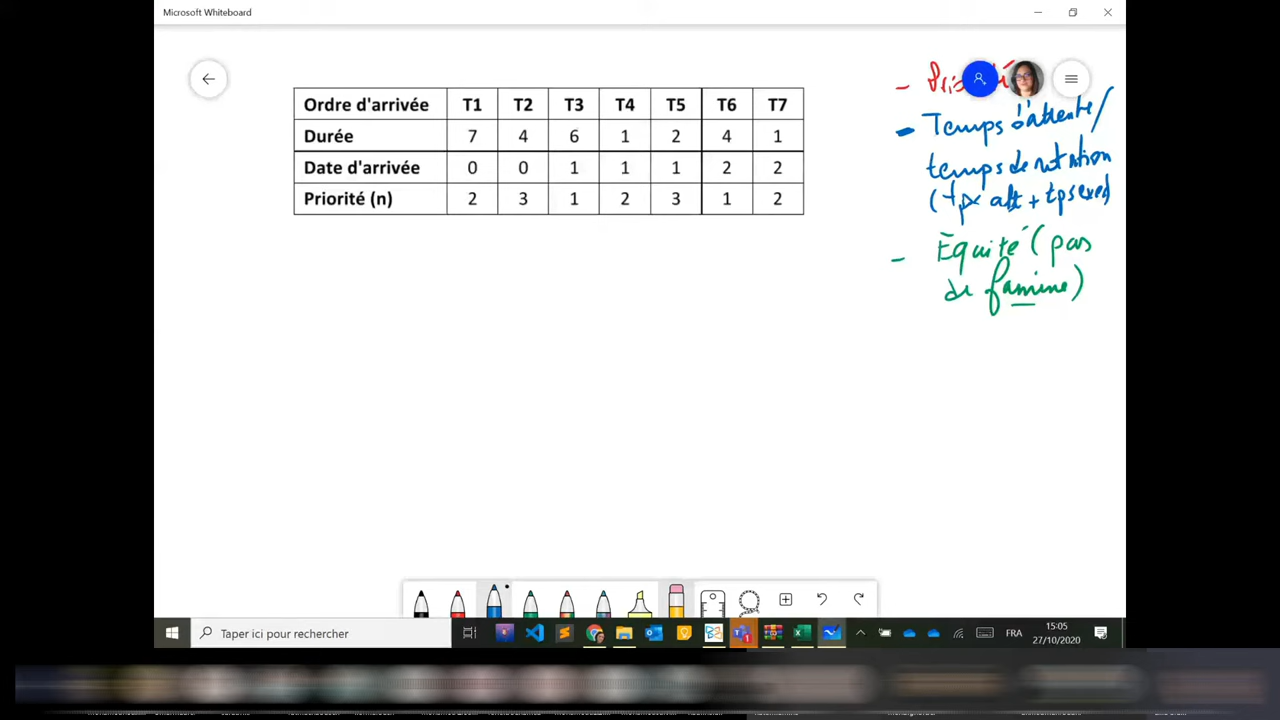 Microsoft Whiteboard
Ordre d'arrivée T1 T2 T3 T4 T5 T6 T7
Durée 7 4 6 1 2 4 1
Date d'arrivée 0 0 1 1 1 2 2
Priorité (n) 2 3 1 2 3 1 2
- Temps d'attente /
temps de rotation
(tps att + tps exec)
- Équité (pas
de famine)
Taper ici pour rechercher
FRA
15:05
27/10/2020